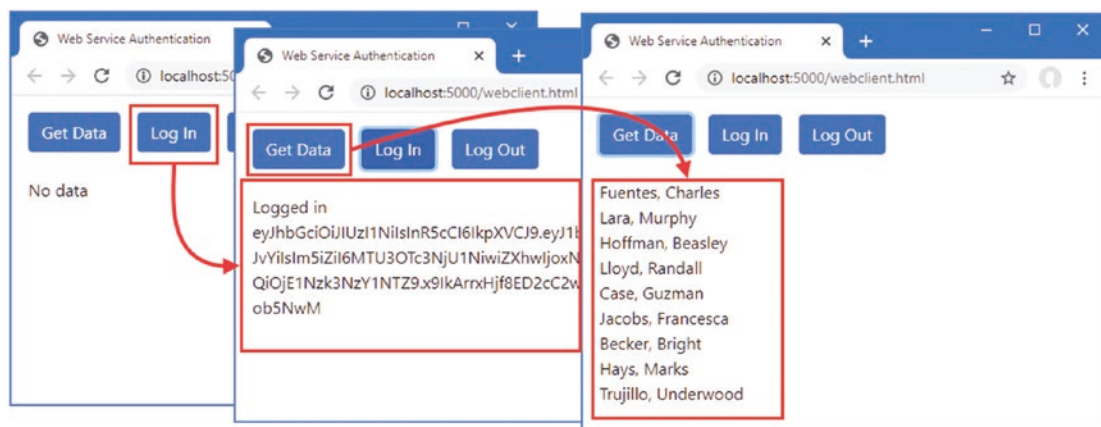 Web Service Authentication
localhost:50
Get Data
Log In
No data
Web Service Authentication
localhost:5000/webclient.html
Get Data
Log In
Log Out
Logged in
eyJhbGciOiJIUzI1NiIsInR5cCI6IkpXVCJ9.eyJ1b
JvYiIsIm5iZiI6MTU3OTc3NjU1NiwiZXhwIjoxN
QiOjE1Nzk3NzY1NTZ9.x9IkArrxHjf8ED2cC2w
ob5NwM
Web Service Authentication
localhost:5000/webclient.html
Get Data
Log In
Log Out
Fuentes, Charles
Lara, Murphy
Hoffman, Beasley
Lloyd, Randall
Case, Guzman
Jacobs, Francesca
Becker, Bright
Hays, Marks
Trujillo, Underwood